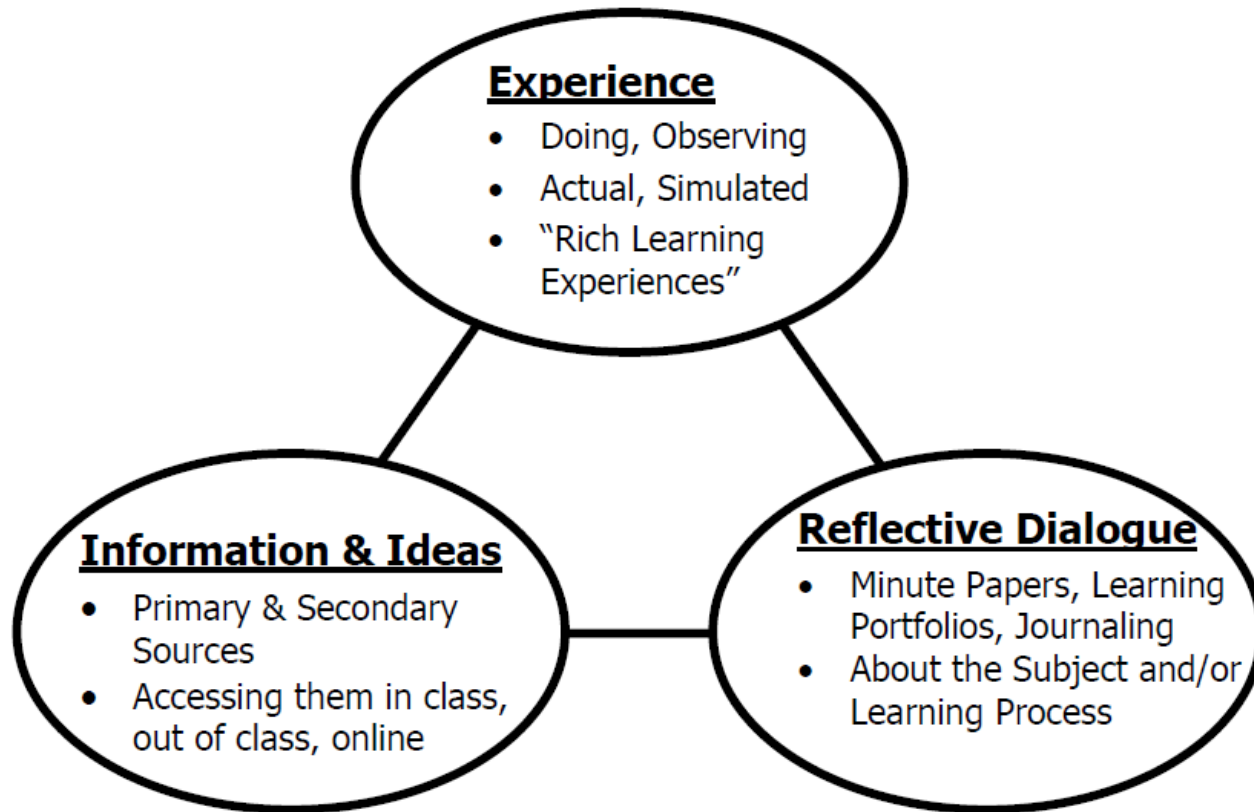 Experience
• Doing, Observing
• Actual, Simulated
• “Rich Learning
Experiences”
Information & Ideas
• Primary & Secondary
Sources
• Accessing them in class,
out of class, online
Reflective Dialogue
• Minute Papers, Learning
Portfolios, Journaling
• About the Subject and/or
Learning Process